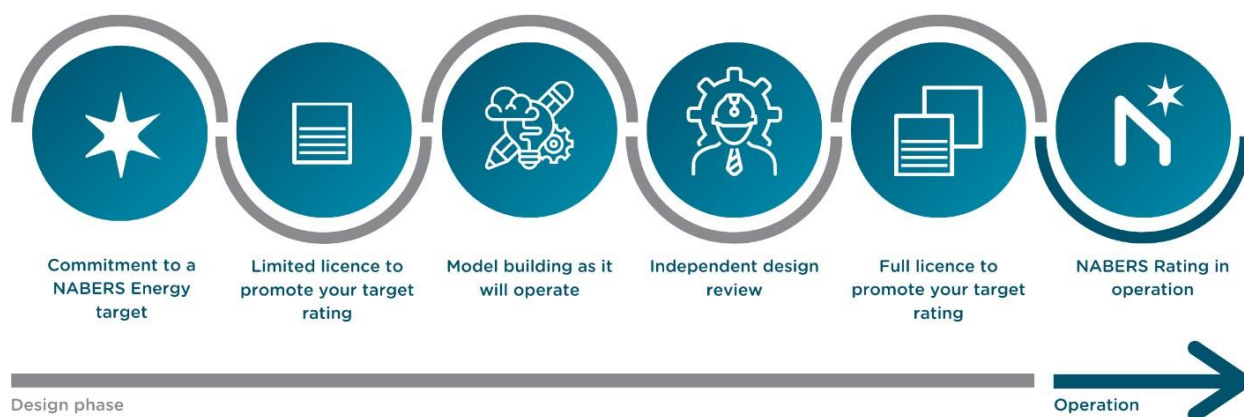 Commitment to a
NABERS Energy
target
Limited licence to
promote your target
rating
Model building as it
will operate
Independent design
review
Full licence to
promote your target
rating
NABERS Rating in
operation
Design phase
Operation